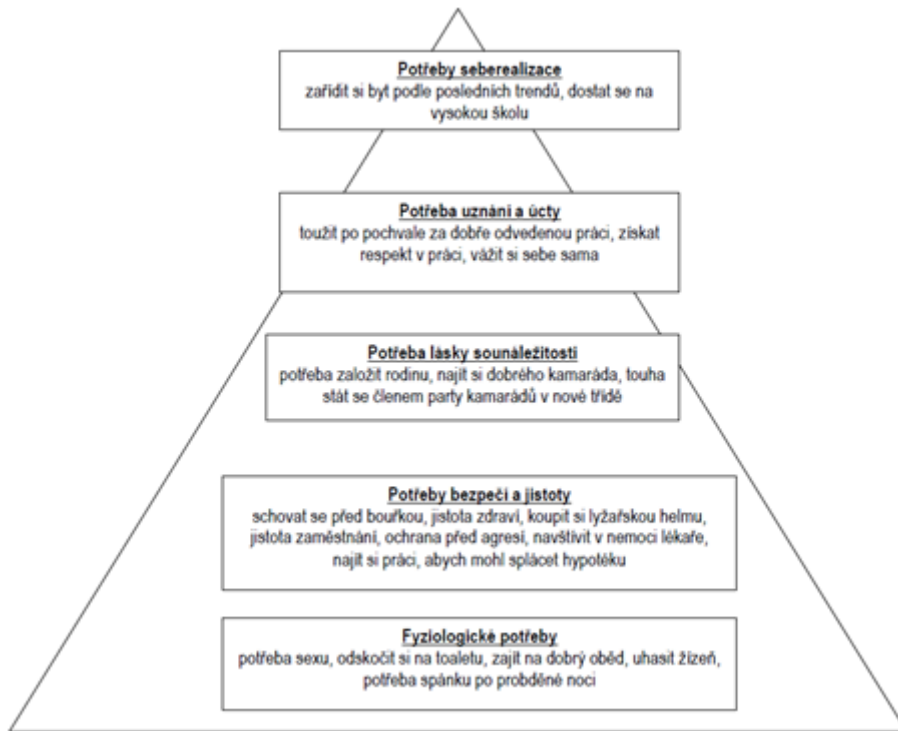 Potřeby seberealizace
zařídit si byt podle posledních trendů, dostat se na
vysokou školu
Potřeba uznání a úcty
toužit po pochvale za dobře odvedenou práci, získat
respekt v práci, vážit si sebe sama
Potřeba lásky sounáležitosti
potřeba založit rodinu, najít si dobrého kamaráda, touha
stát se členem party kamarádů v nové třídě
Potřeby bezpečí a jistoty
schovat se před bouřkou, jistota zdraví, koupit si lyžařskou helmu,
jistota zaměstnání, ochrana před agresí, navštívit v nemoci lékaře,
najít si práci, abych mohl splácet hypotéku
Fyziologické potřeby
potřeba sexu, odskočit si na toaletu, zajít na dobrý oběd, uhasit žízeň,
potřeba spánku po probděné noci